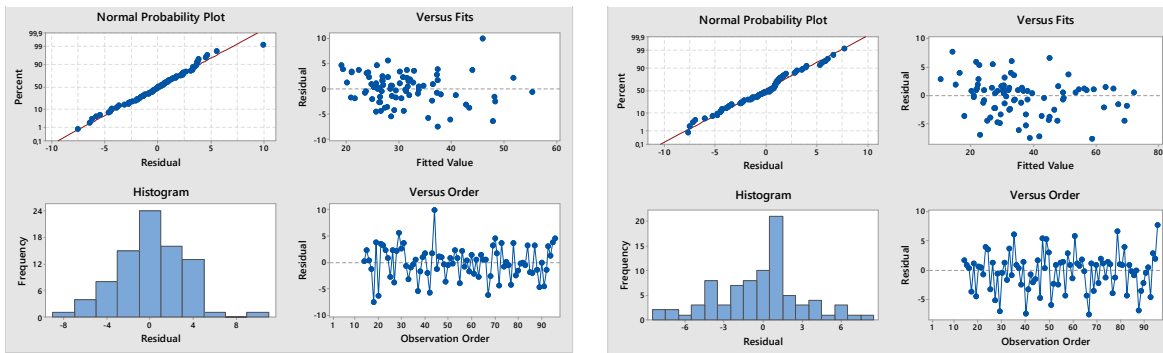 Normal Probability Plot
99,9
99
90
50
10
1
0,1
Percent
-10 -5 0 5 10
Residual
Versus Fits
10
5
0
-5
-10
Residual
20 30 40 50 60
Fitted Value
Histogram
24
18
12
6
0
Frequency
-8 -4 0 4 8
Residual
Versus Order
10
5
0
-5
-10
Residual
1 10 20 30 40 50 60 70 80 90
Observation Order
Normal Probability Plot
99,9
99
90
50
10
1
0,1
Percent
-10 -5 0 5 10
Residual
Versus Fits
10
5
0
-5
Residual
20 40 60 80
Fitted Value
Histogram
20
15
10
5
0
Frequency
-6 -3 0 3 6
Residual
Versus Order
10
5
0
-5
Residual
1 10 20 30 40 50 60 70 80 90
Observation Order